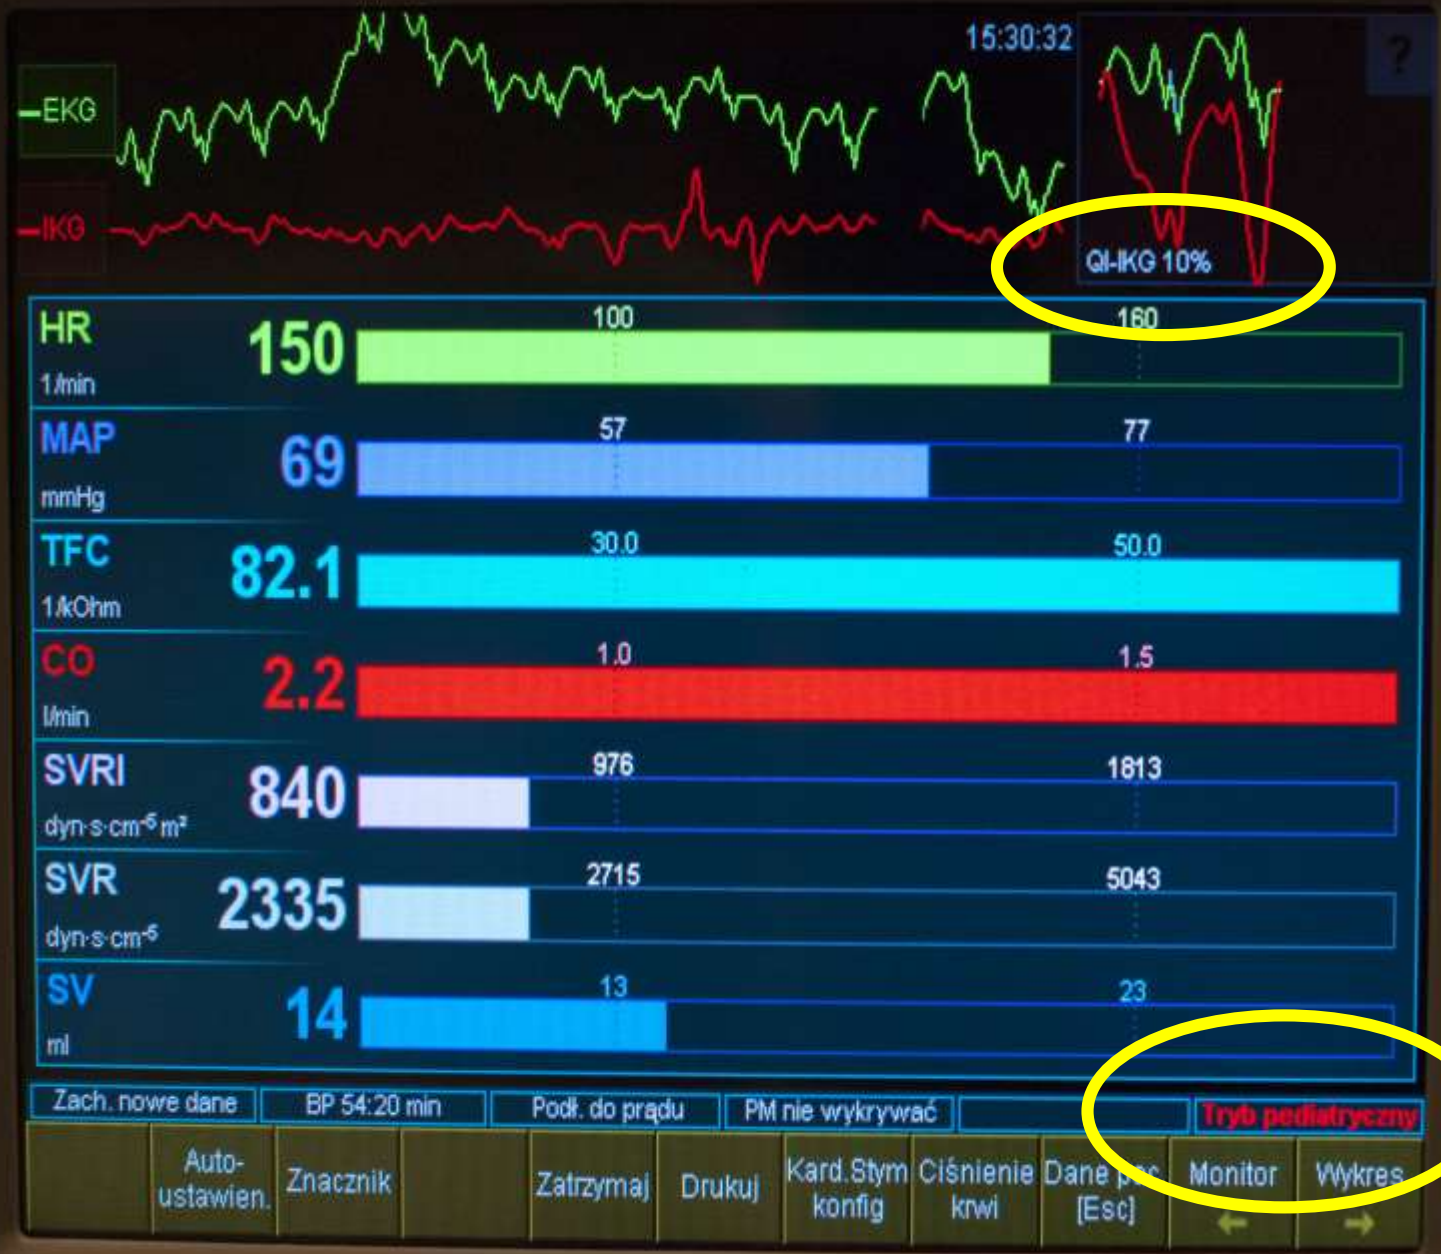 15:30:32
?
EKG
IKG
QI-IKG 10%
HR 150 100 160
1/min
MAP 69 57 77
mmHg
TFC 82.1 30.0 50.0
1/kOhm
CO 2.2 1.0 1.5
l/min
SVRI 840 976 1813
dyn·s·cm⁻⁵ m²
SVR 2335 2715 5043
dyn·s·cm⁻⁵
SV 14 13 23
ml
Zach. nowe dane BP 54:20 min Podł. do prądu PM nie wykrywać Tryb pediatryczny
Auto-
ustawien.
Znacznik
Zatrzymaj
Drukuj
Kard.Stym
konfig
Ciśnienie
krwi
Dane pac
[Esc]
Monitor
←
Wykres
→